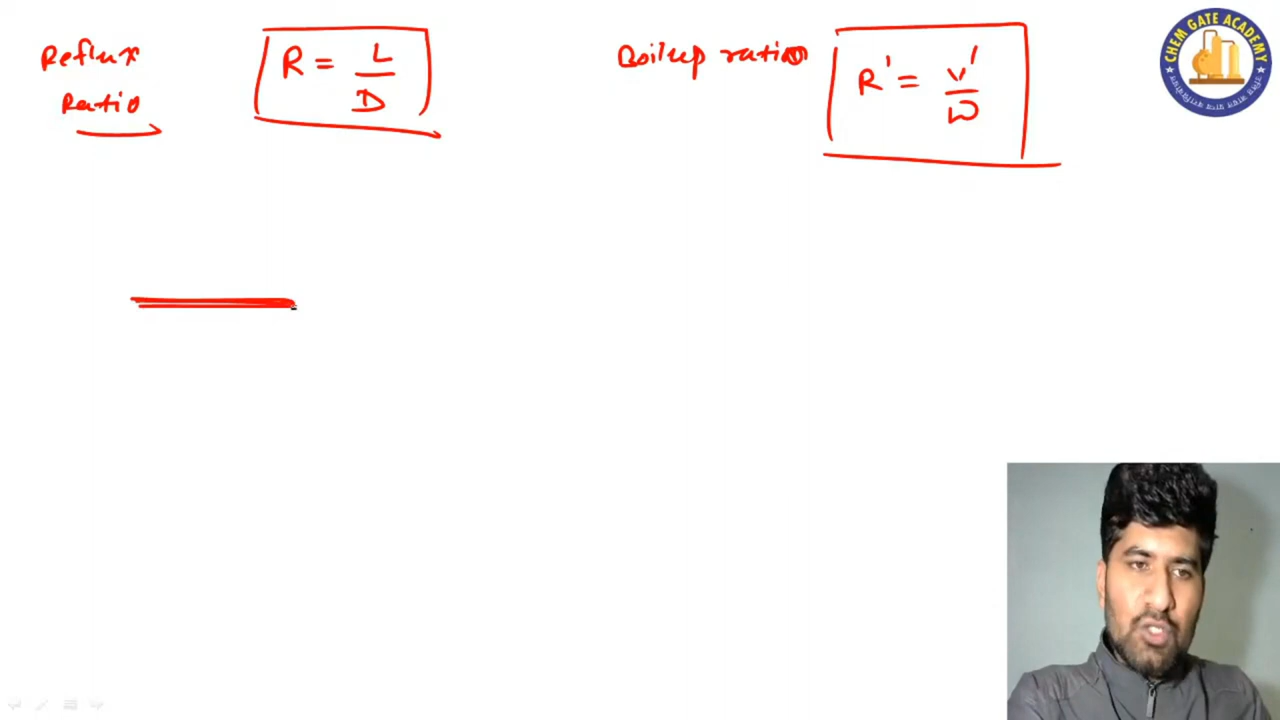 Reflux
Ratio
R = L / D
Boilup ratio
R' = V' / W
CHEM GATE ACADEMY